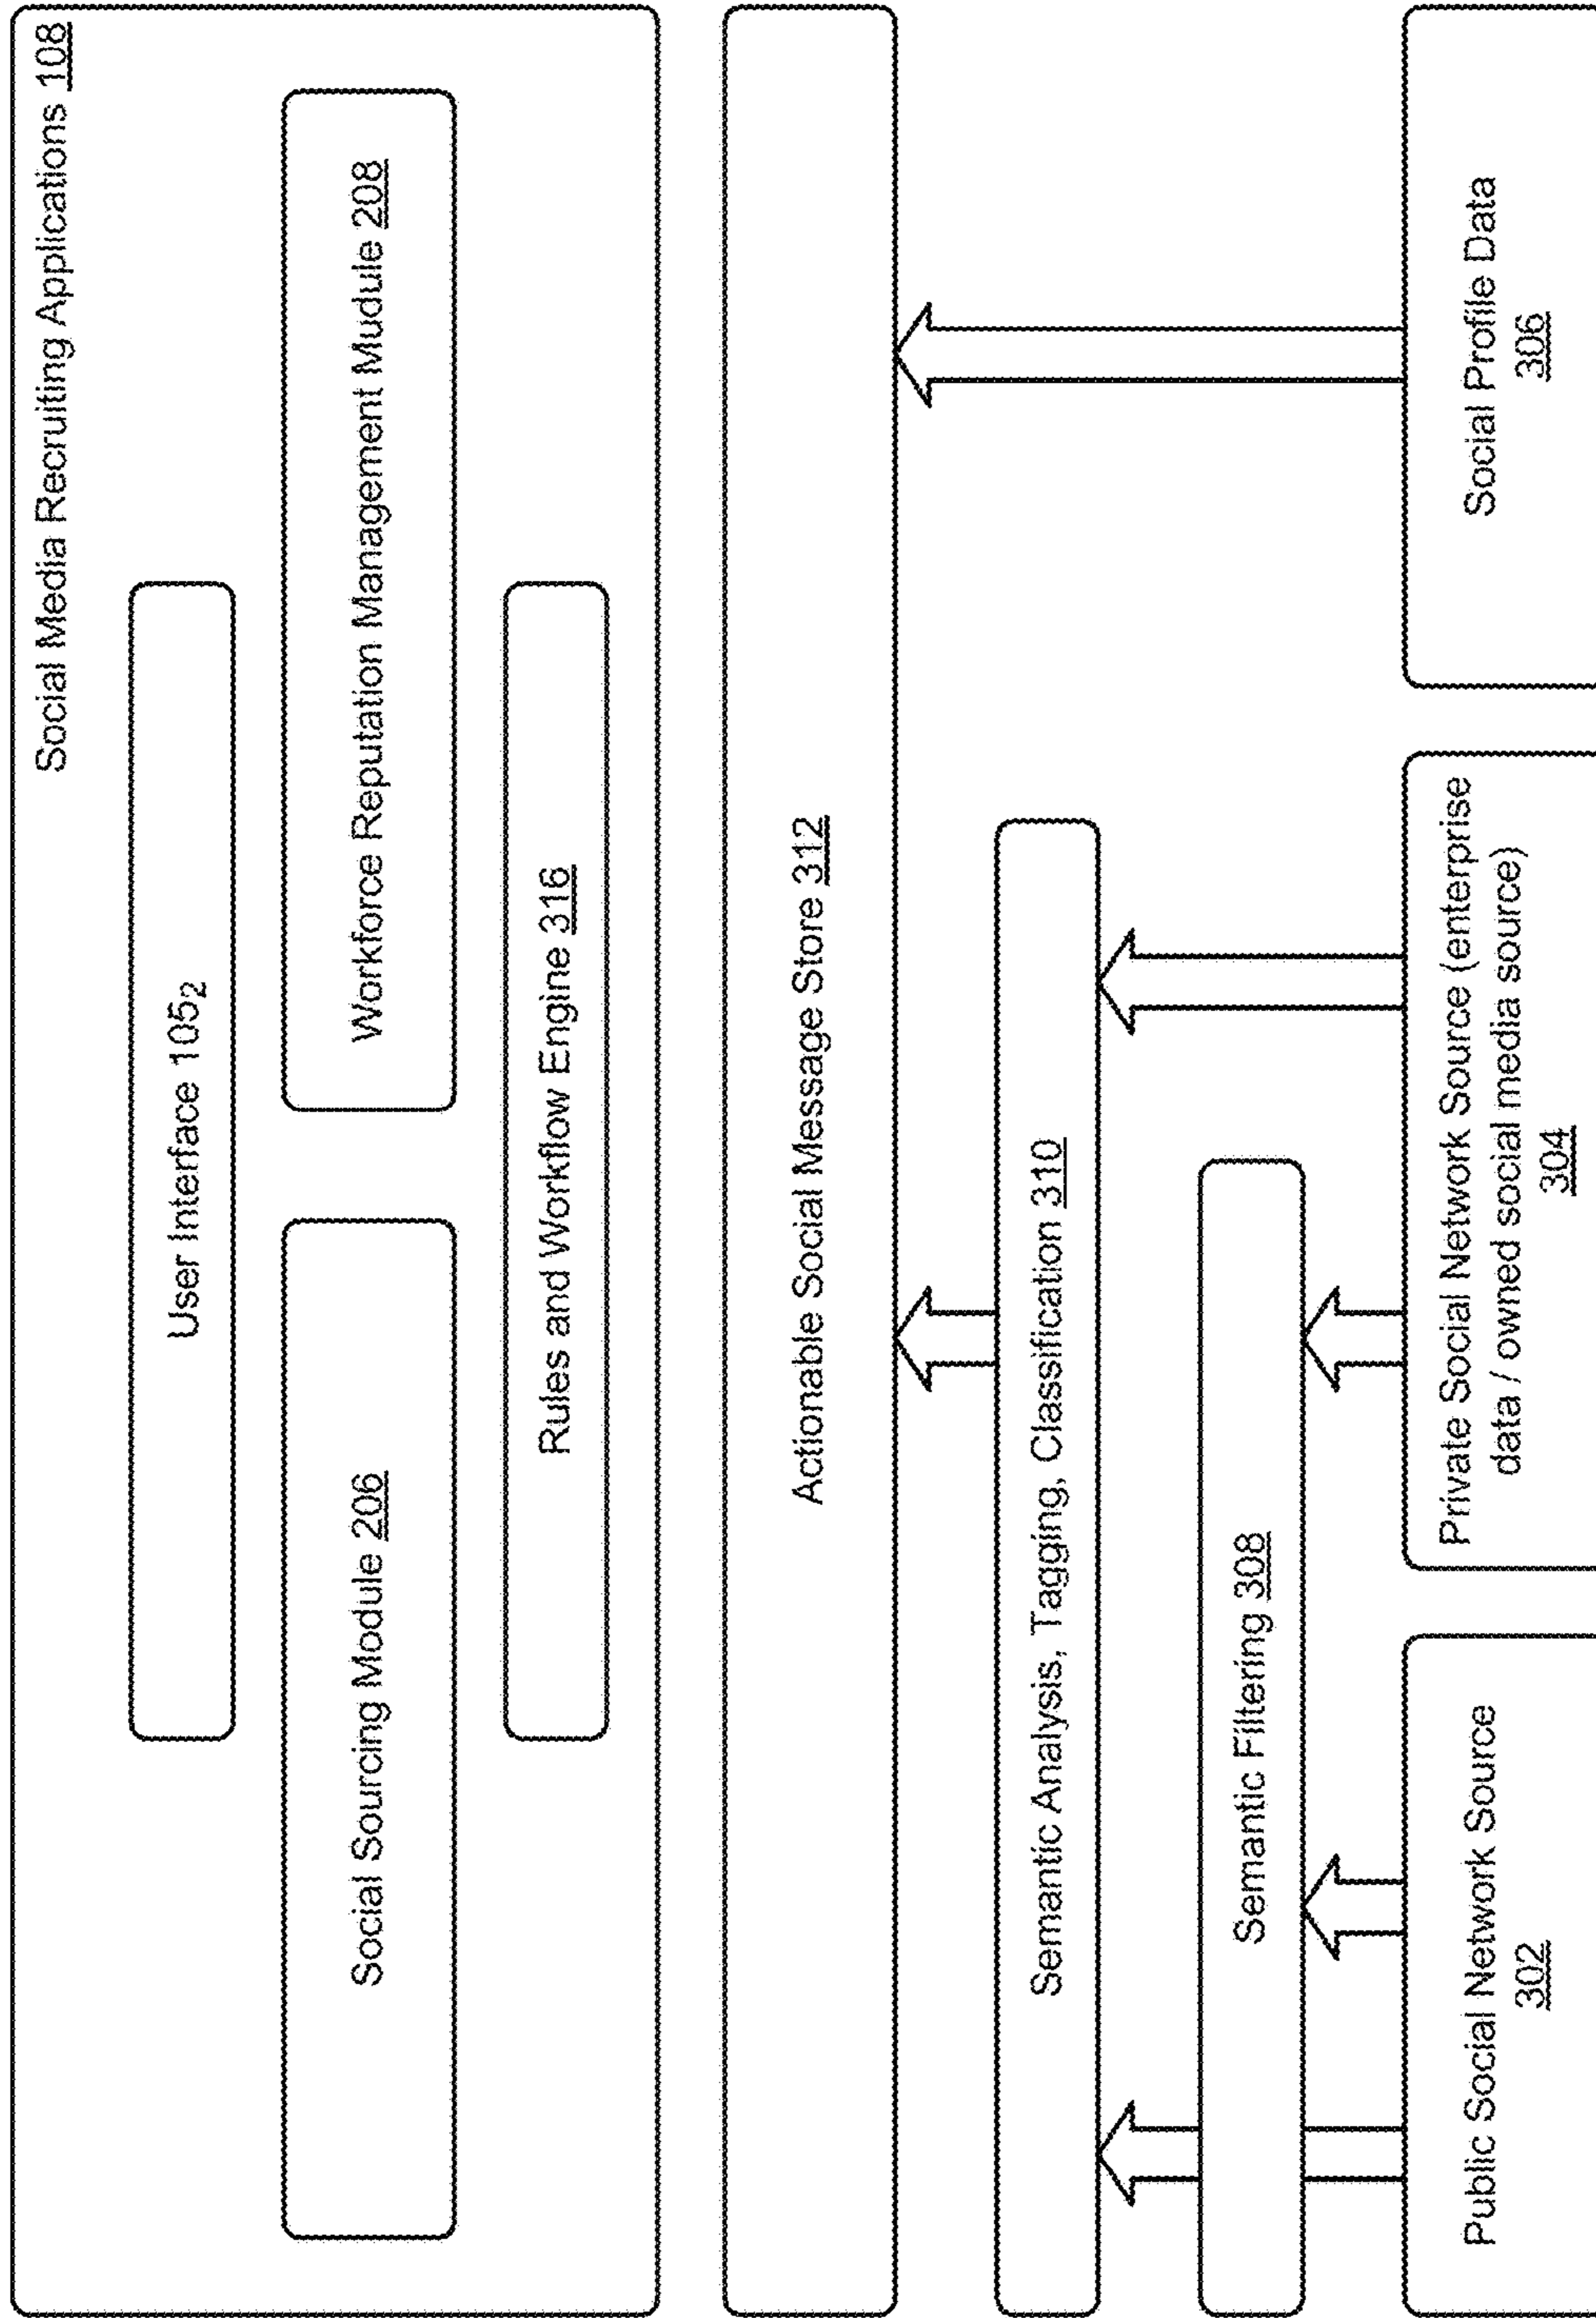 Social Media Recruiting Applications 108
User Interface 105₂
Social Sourcing Module 206
Workforce Reputation Management Mudule 208
Rules and Workflow Engine 316
Actionable Social Message Store 312
Semantic Analysis, Tagging, Classification 310
Semantic Filtering 308
Public Social Network Source
302
Private Social Network Source (enterprise
data / owned social media source)
304
Social Profile Data
306